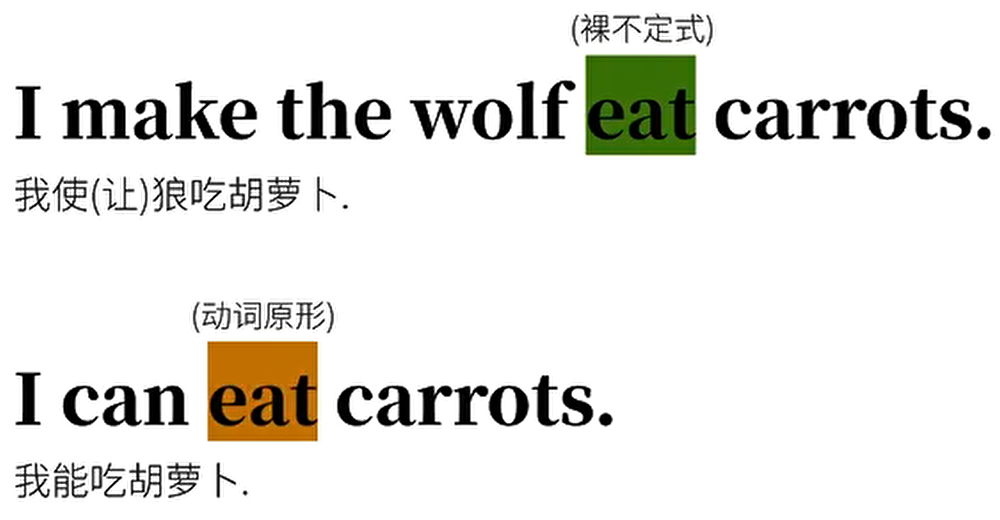 (裸不定式)
I make the wolf eat carrots.
我使(让)狼吃胡萝卜.
(动词原形)
I can eat carrots.
我能吃胡萝卜.